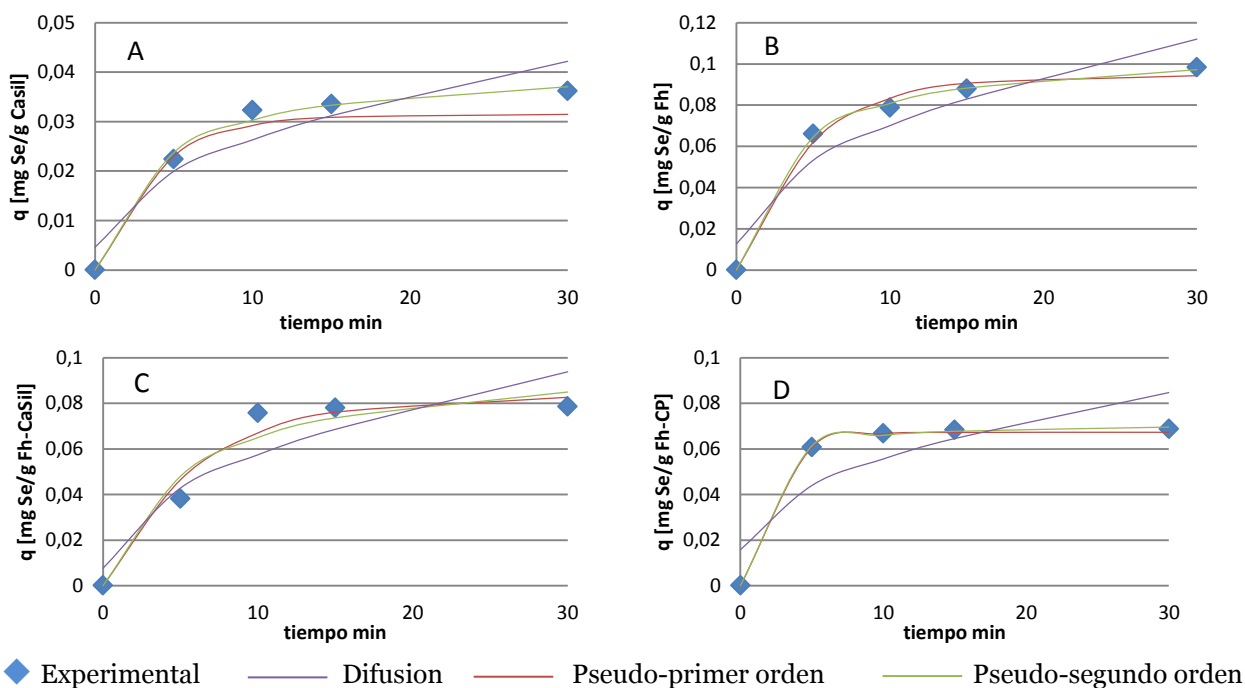 A
q [mg Se/g Casil]
0,05
0,04
0,03
0,02
0,01
0
0 10 20 30
tiempo min
B
q [mg Se/g Fh]
0,12
0,1
0,08
0,06
0,04
0,02
0
0 10 20 30
tiempo min
C
q [mg Se/g Fh-CaSil]
0,1
0,08
0,06
0,04
0,02
0
0 10 20 30
tiempo min
D
q [mg Se/g Fh-CP]
0,1
0,08
0,06
0,04
0,02
0
0 10 20 30
tiempo min
Experimental Difusion Pseudo-primer orden Pseudo-segundo orden